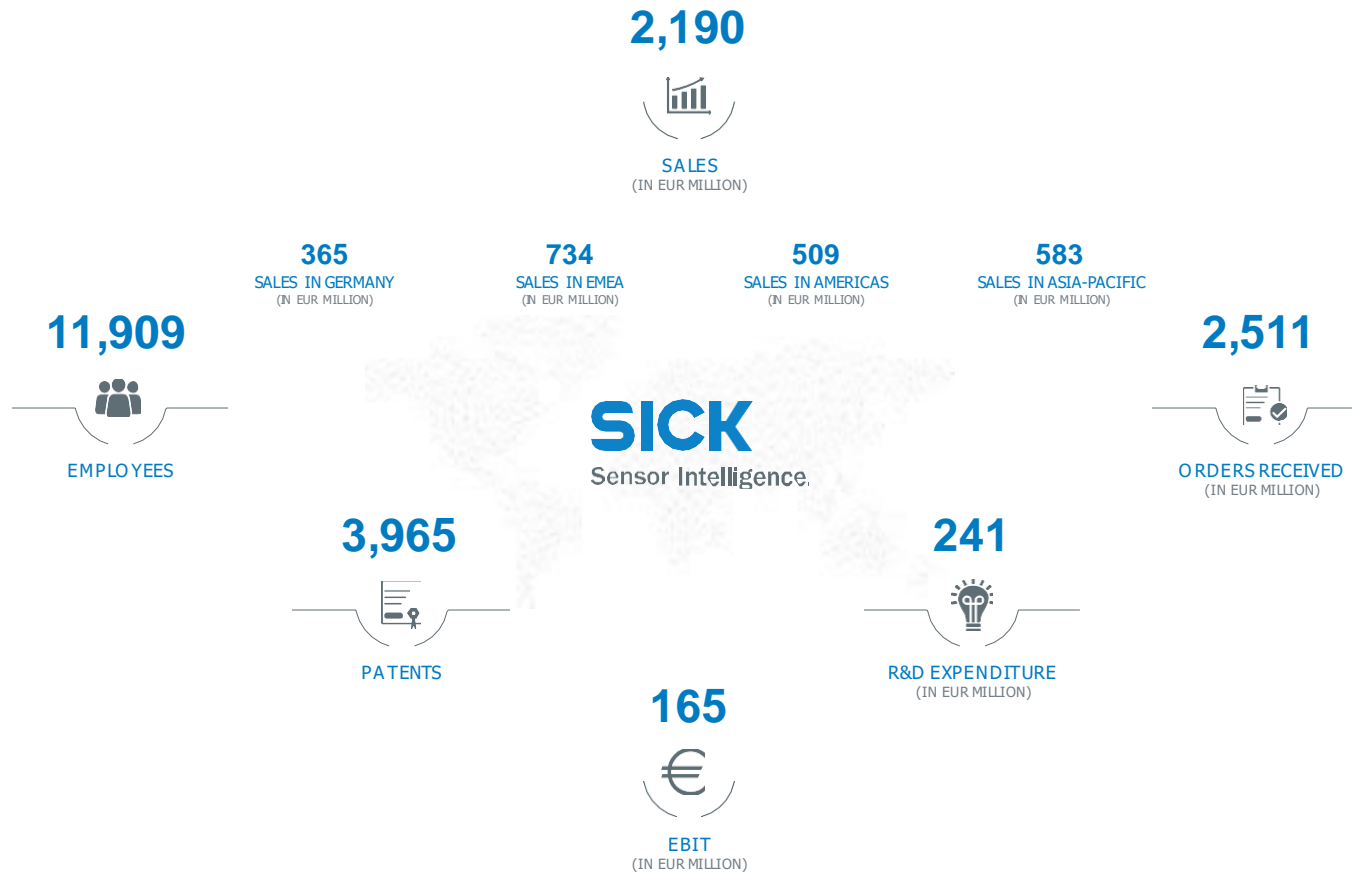 2,190
SALES
(IN EUR MILLION)
365
SALES IN GERMANY
(IN EUR MILLION)
734
SALES IN EMEA
(IN EUR MILLION)
509
SALES IN AMERICAS
(IN EUR MILLION)
583
SALES IN ASIA-PACIFIC
(IN EUR MILLION)
11,909
EMPLOYEES
2,511
ORDERS RECEIVED
(IN EUR MILLION)
SICK
Sensor Intelligence.
3,965
PATENTS
241
R&D EXPENDITURE
(IN EUR MILLION)
165
€
EBIT
(IN EUR MILLION)